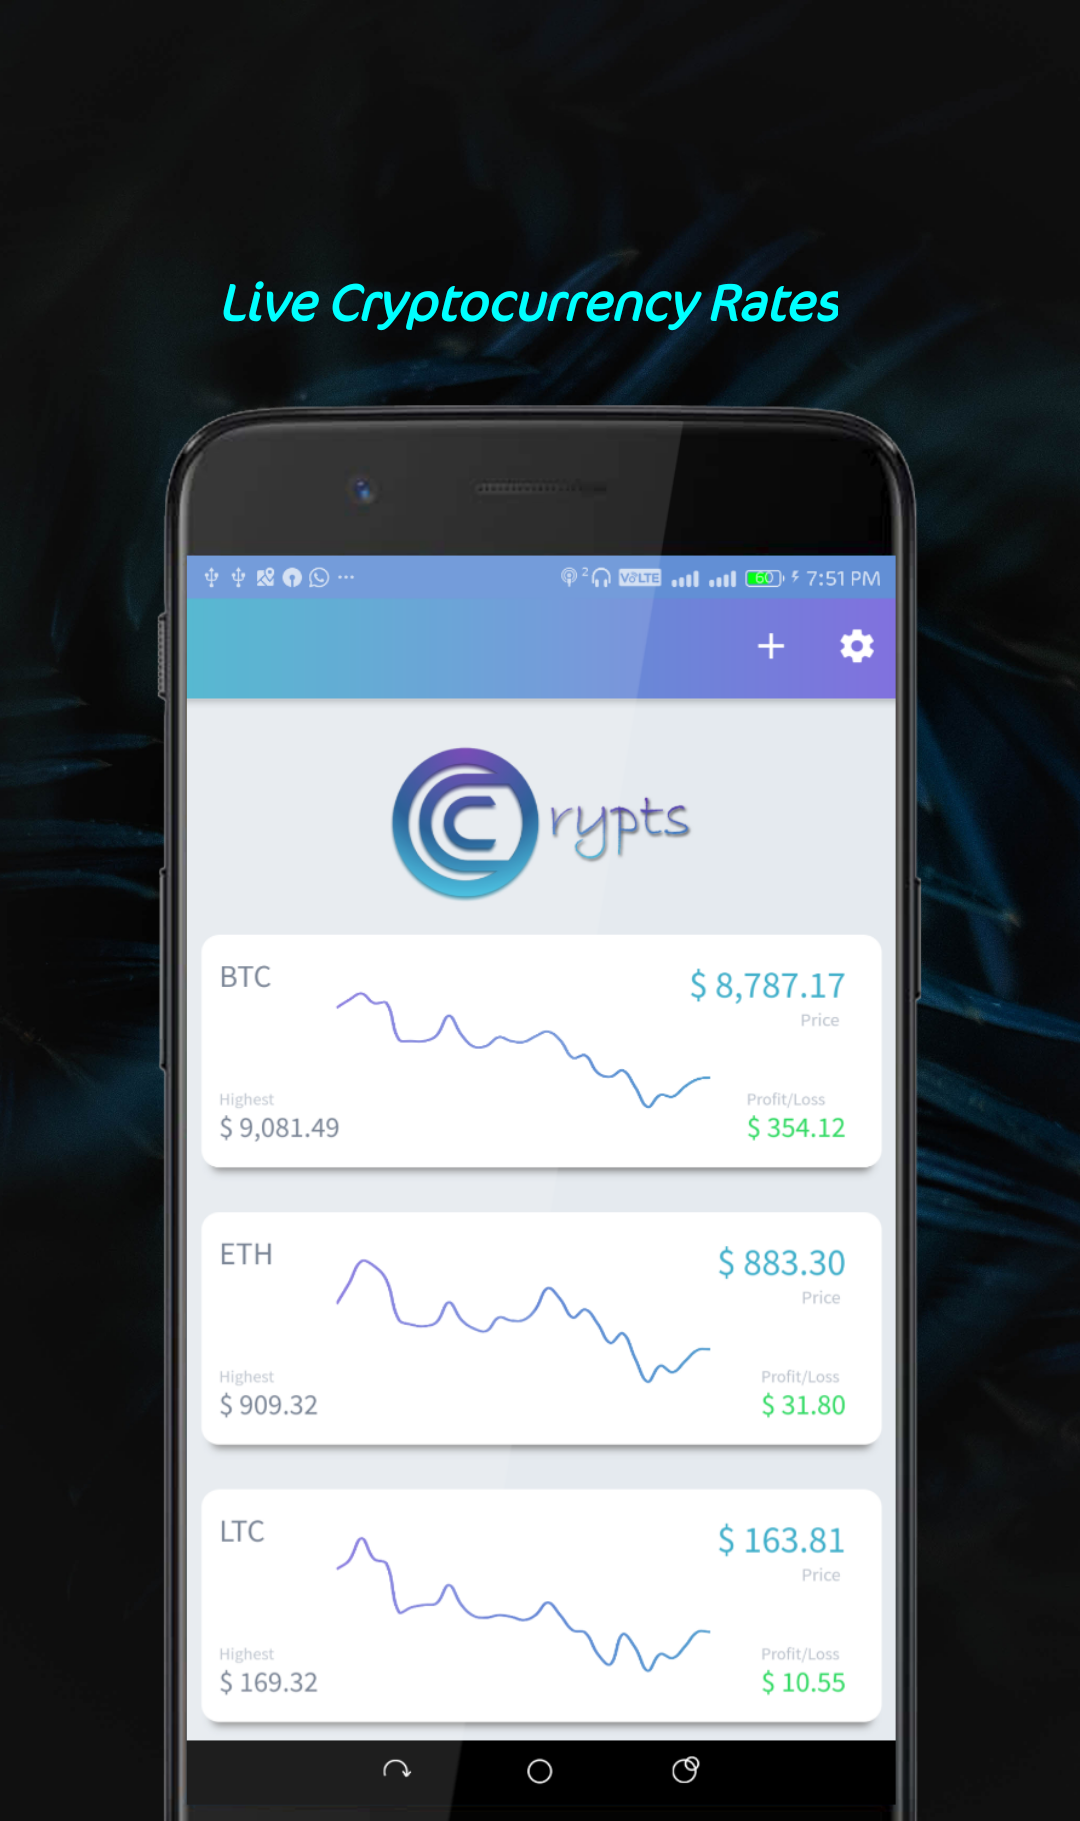 Live Cryptocurrency Rates
2 VoLTE 60 7:51 PM
Crypts
BTC
$ 8,787.17
Price
Highest
Profit/Loss
$ 9,081.49
$ 354.12
ETH
$ 883.30
Price
Highest
Profit/Loss
$ 909.32
$ 31.80
LTC
$ 163.81
Price
Highest
Profit/Loss
$ 169.32
$ 10.55